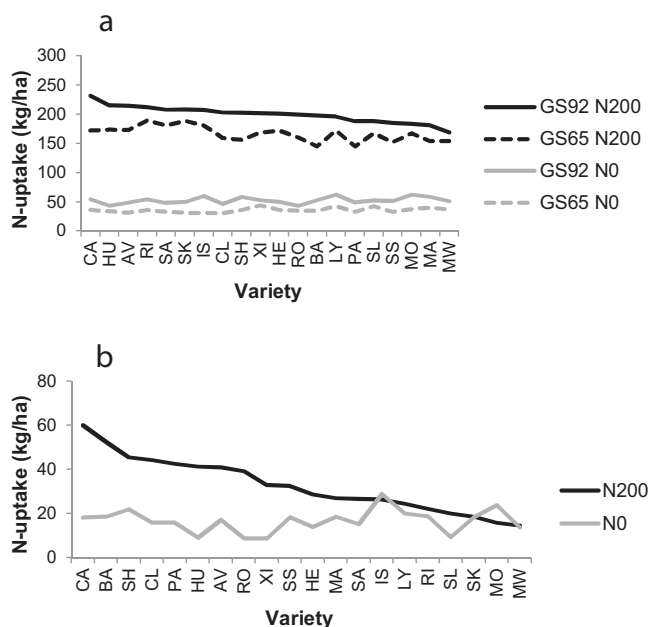 a
300
250
200
150
100
50
0
N-uptake (kg/ha)
CA HU AV RI SA SK IS CL SH XI HE RO BA LY PA SL SS MO MA MW
Variety
GS92 N200
GS65 N200
GS92 N0
GS65 N0
b
80
60
40
20
0
N-uptake (kg/ha)
CA BA SH CL PA HU AV RO XI SS HE MA SA IS LY RI SL SK MO MW
Variety
N200
N0